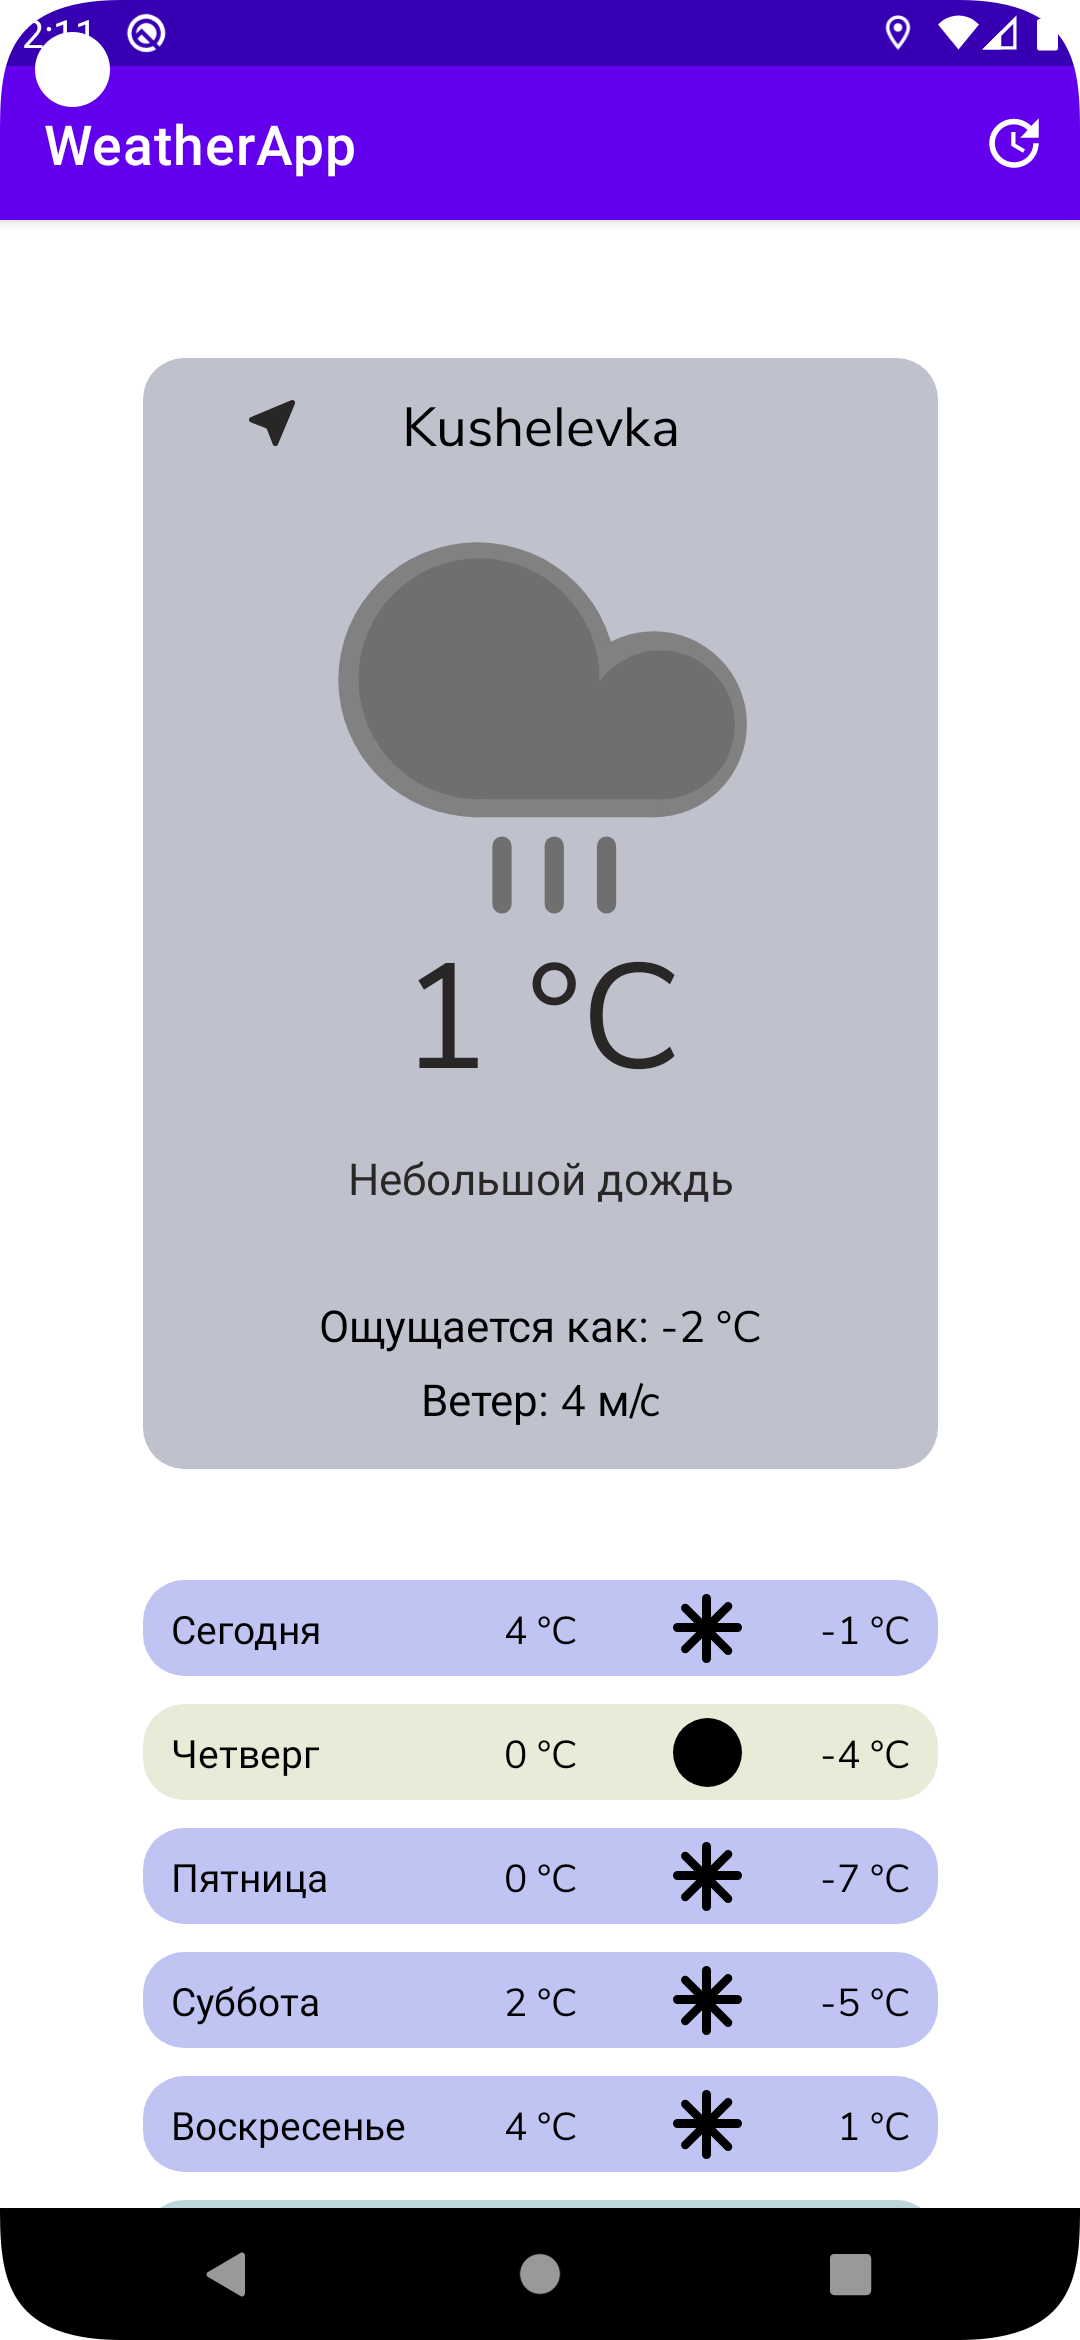 2:11
WeatherApp
Kushelevka
1 °C
Небольшой дождь
Ощущается как: -2 °C
Ветер: 4 м/с
Сегодня 4 °C -1 °C
Четверг 0 °C -4 °C
Пятница 0 °C -7 °C
Суббота 2 °C -5 °C
Воскресенье 4 °C 1 °C